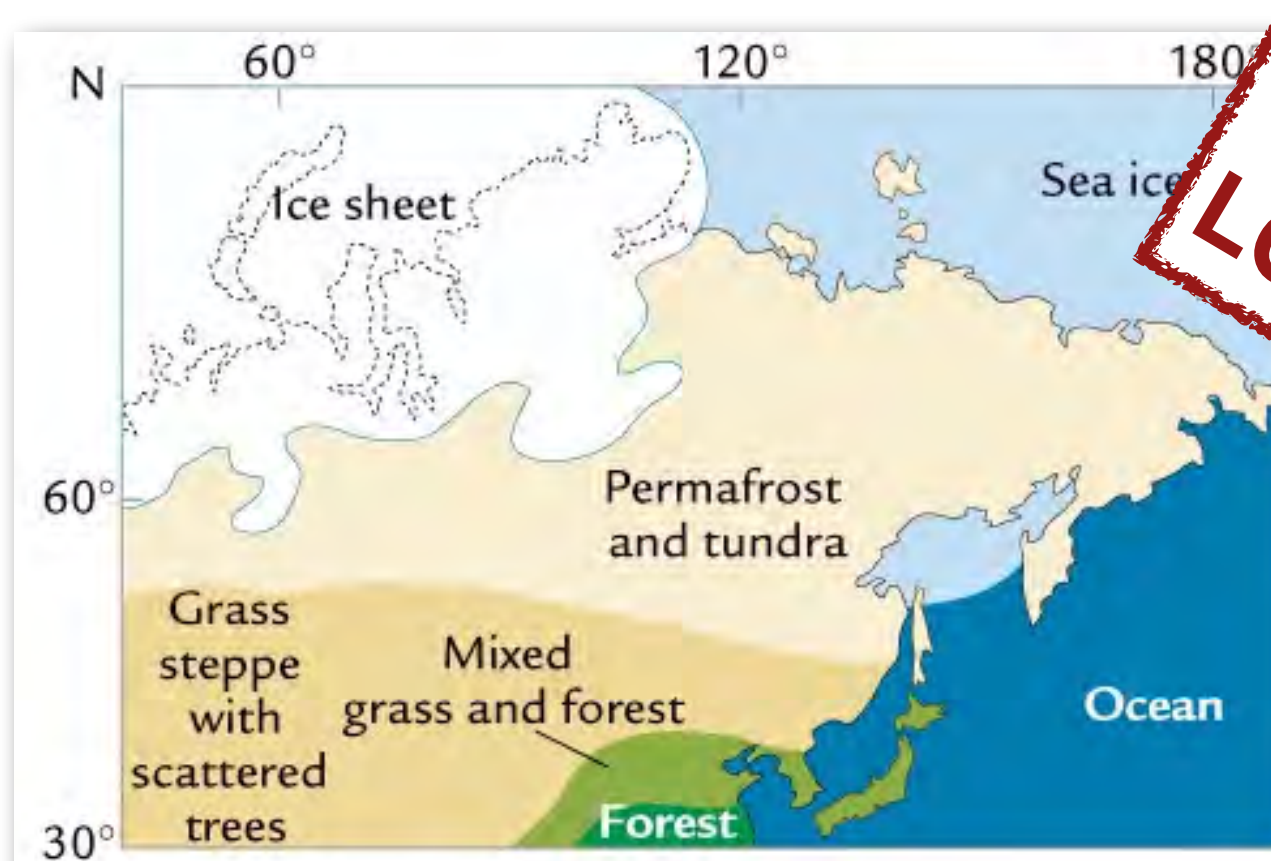 60° 120° 180°
N
Ice sheet
Sea ice
60°
Permafrost
and tundra
Grass
steppe
with
scattered
trees
Mixed
grass and forest
Ocean
Forest
30°